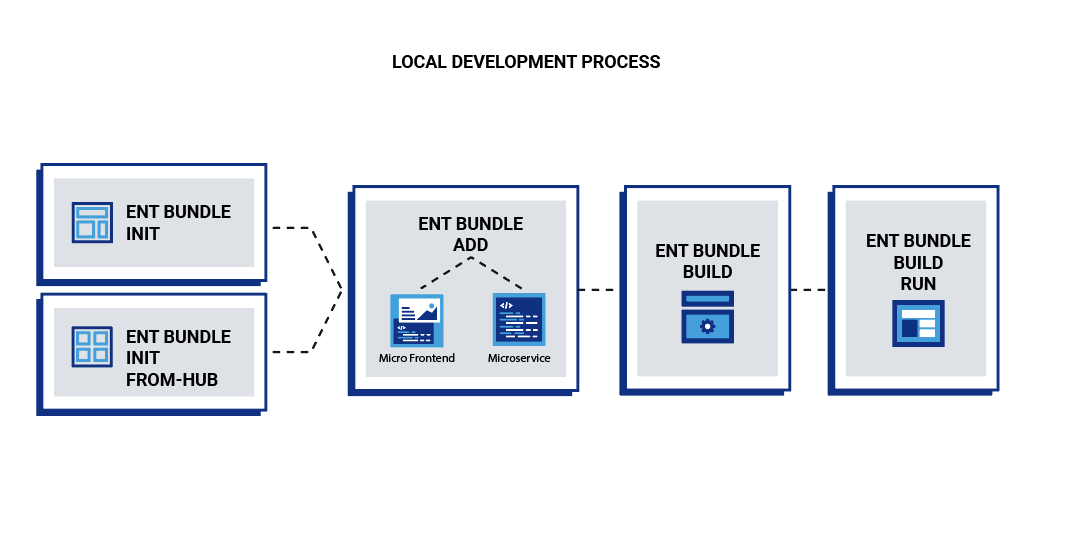 LOCAL DEVELOPMENT PROCESS
ENT BUNDLE
INIT
ENT BUNDLE
INIT
FROM-HUB
ENT BUNDLE
ADD
Micro Frontend
Microservice
ENT BUNDLE
BUILD
ENT BUNDLE
BUILD
RUN